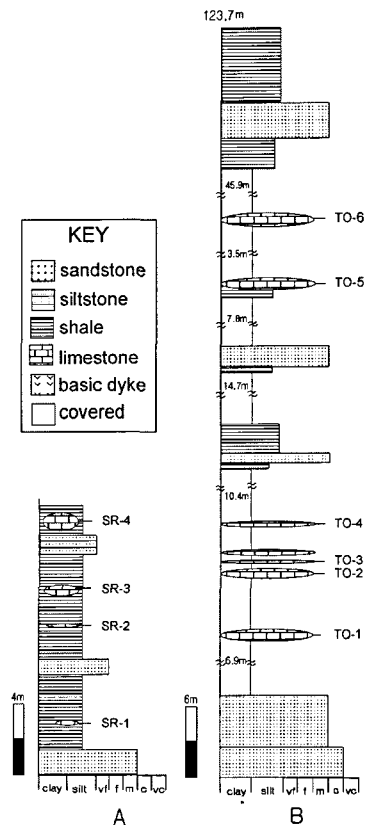 123.7m
45.9m
TO-6
3.5m
TO-5
7.8m
14.7m
10.4m
TO-4
TO-3
TO-2
TO-1
6.9m
6m
clay silt vf f m c vc
B
KEY
sandstone
siltstone
shale
limestone
basic dyke
covered
SR-4
SR-3
SR-2
SR-1
4m
clay silt vf f m c vc
A